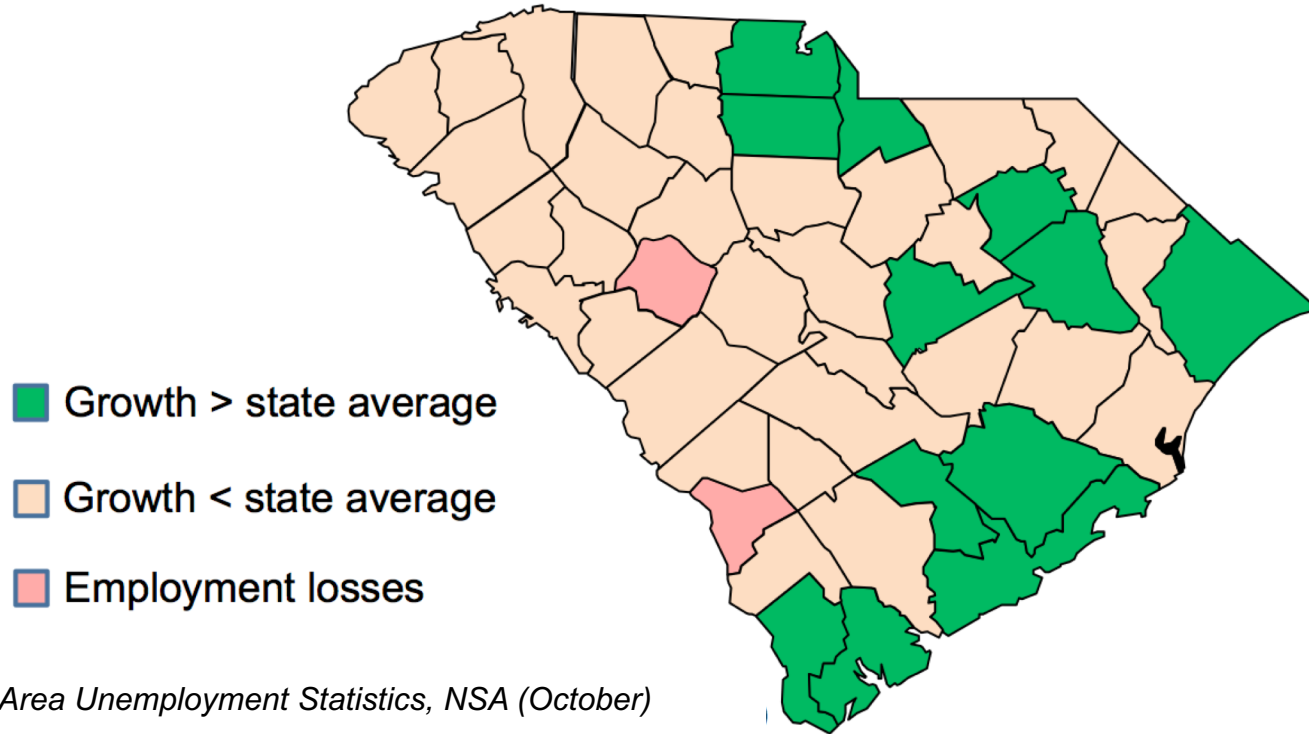 Growth > state average
Growth < state average
Employment losses
Area Unemployment Statistics, NSA (October)